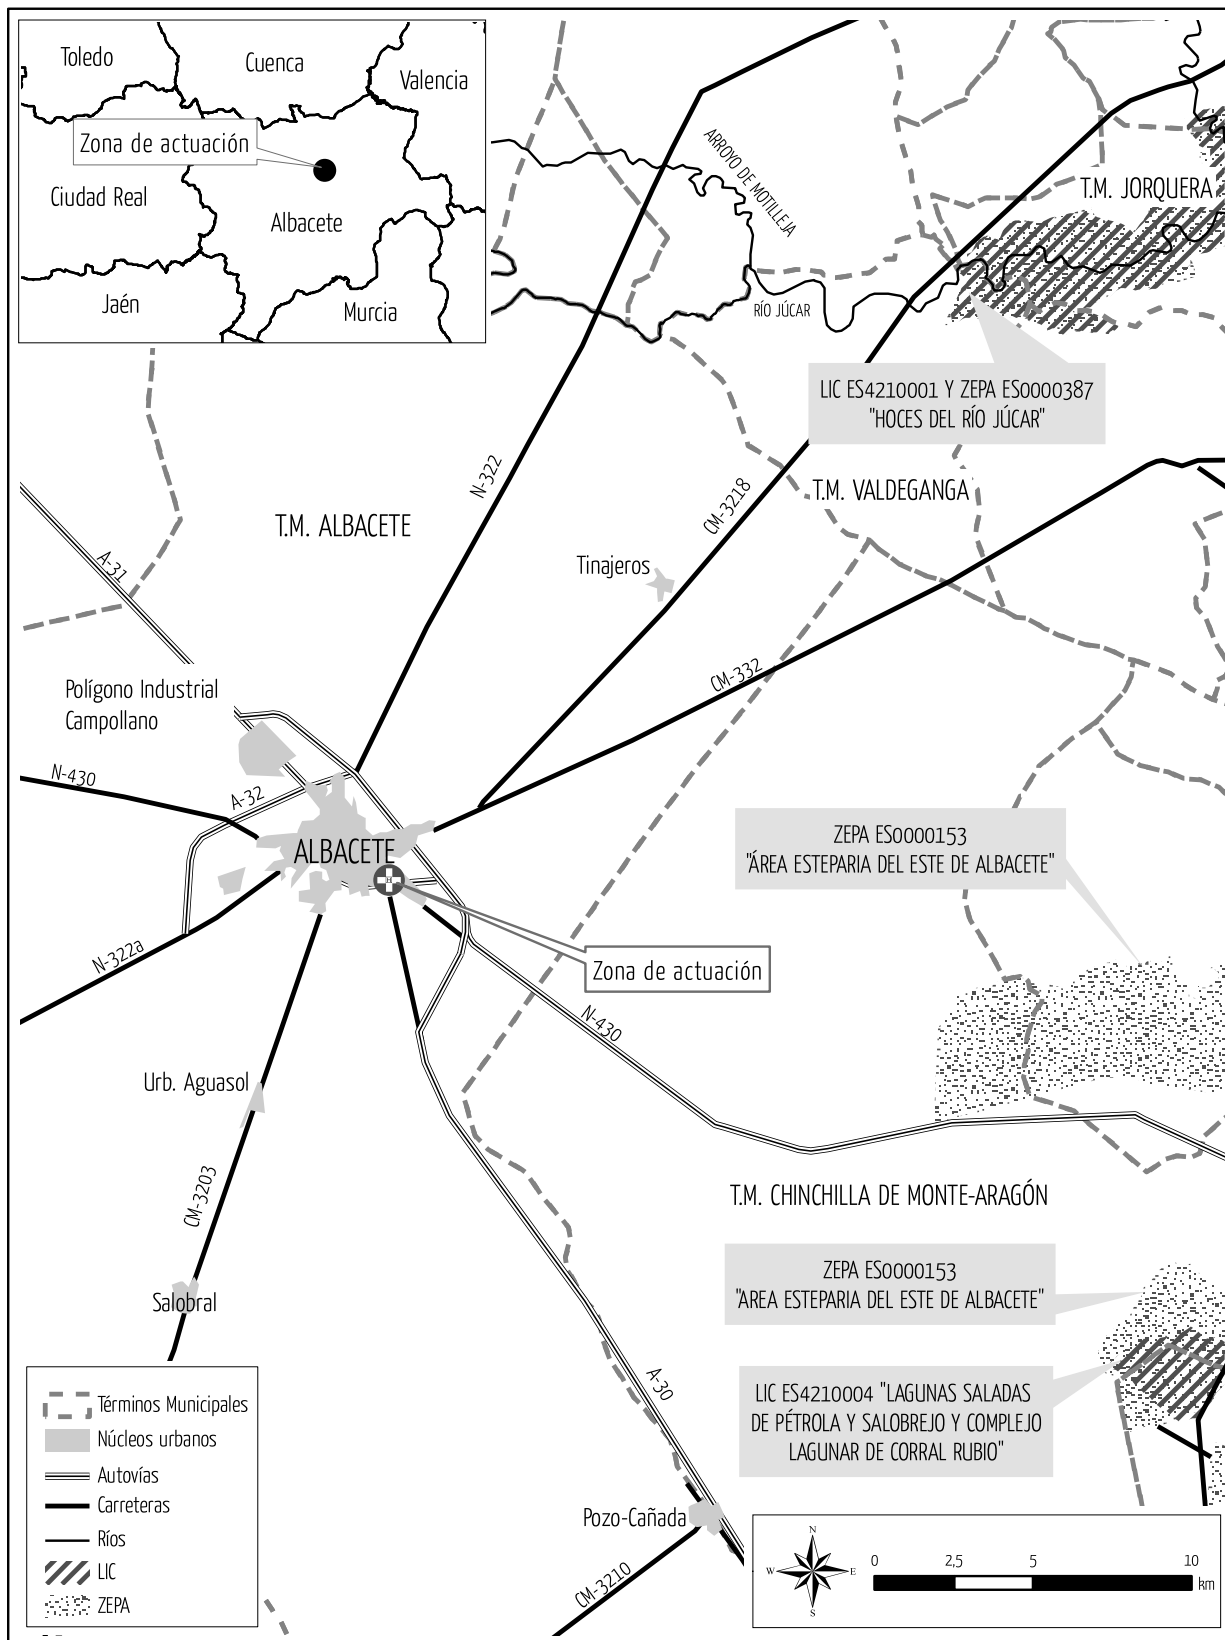 Toledo
Cuenca
Valencia
Zona de actuación
Ciudad Real
Albacete
Jaén
Murcia
ARROYO DE MOTILLEJA
T.M. JORQUERA
RÍO JÚCAR
LIC ES4210001 Y ZEPA ES0000387
"HOCES DEL RÍO JÚCAR"
N-322
CM-3218
T.M. VALDEGANGA
T.M. ALBACETE
A-31
Tinajeros
CM-332
Polígono Industrial
Campollano
N-430
A-32
ZEPA ES0000153
"ÁREA ESTEPARIA DEL ESTE DE ALBACETE"
ALBACETE
H
N-322a
Zona de actuación
N-430
Urb. Aguasol
CM-3203
T.M. CHINCHILLA DE MONTE-ARAGÓN
ZEPA ES0000153
"AREA ESTEPARIA DEL ESTE DE ALBACETE"
Salobral
A-30
LIC ES4210004 "LAGUNAS SALADAS
DE PÉTROLA Y SALOBREJO Y COMPLEJO
LAGUNAR DE CORRAL RUBIO"
Términos Municipales
Núcleos urbanos
Autovías
Carreteras
Ríos
LIC
ZEPA
Pozo-Cañada
CM-3210
N
W
E
S
0 2,5 5 10
km